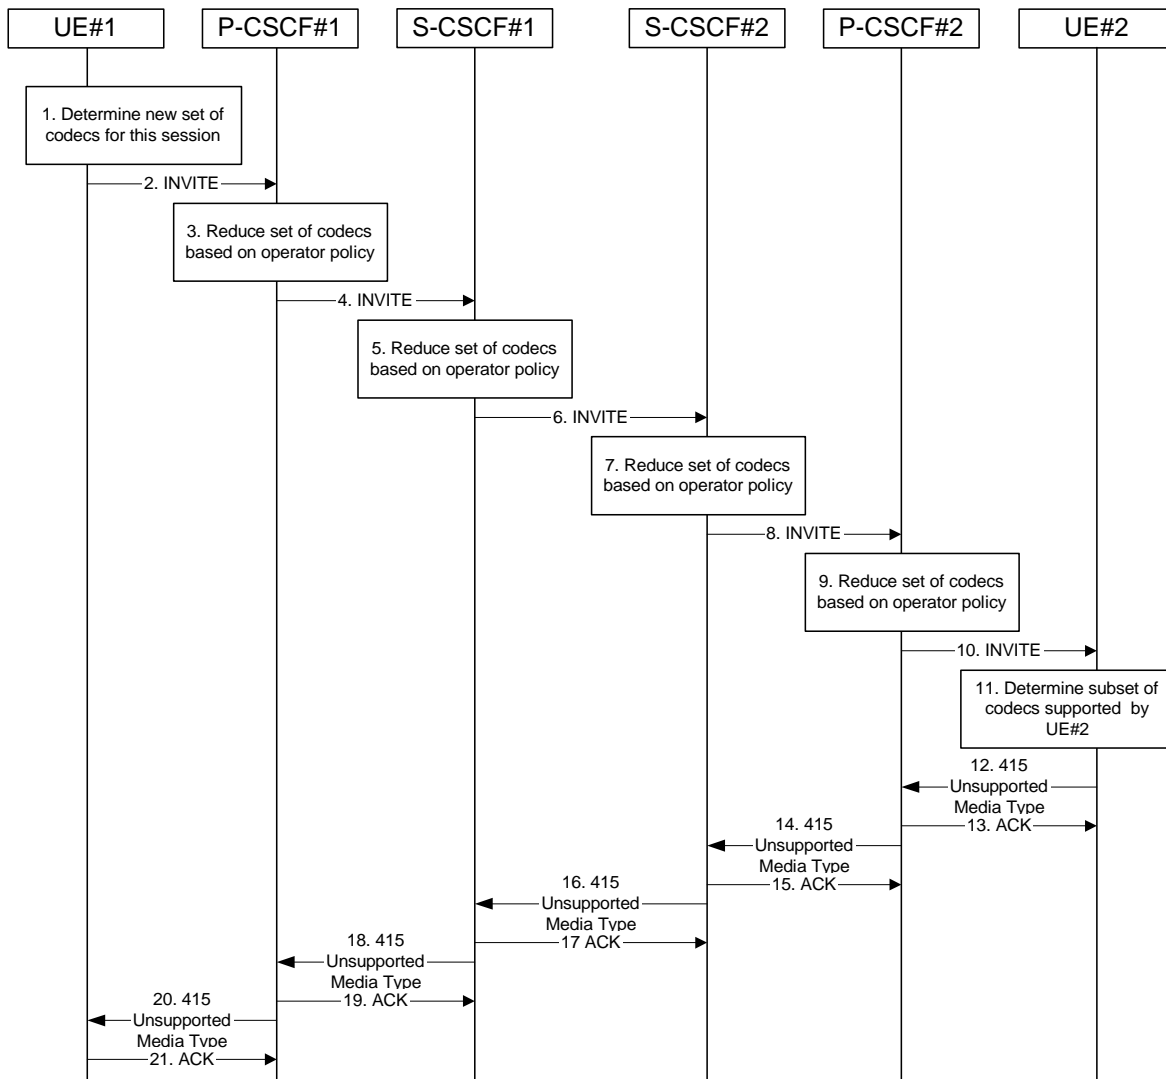 UE#1
P-CSCF#1
S-CSCF#1
S-CSCF#2
P-CSCF#2
UE#2
1. Determine new set of
codecs for this session
2. INVITE
3. Reduce set of codecs
based on operator policy
4. INVITE
5. Reduce set of codecs
based on operator policy
6. INVITE
7. Reduce set of codecs
based on operator policy
8. INVITE
9. Reduce set of codecs
based on operator policy
10. INVITE
11. Determine subset of
codecs supported by
UE#2
12. 415
Unsupported
Media Type
13. ACK
14. 415
Unsupported
Media Type
15. ACK
16. 415
Unsupported
Media Type
17 ACK
18. 415
Unsupported
Media Type
19. ACK
20. 415
Unsupported
Media Type
21. ACK